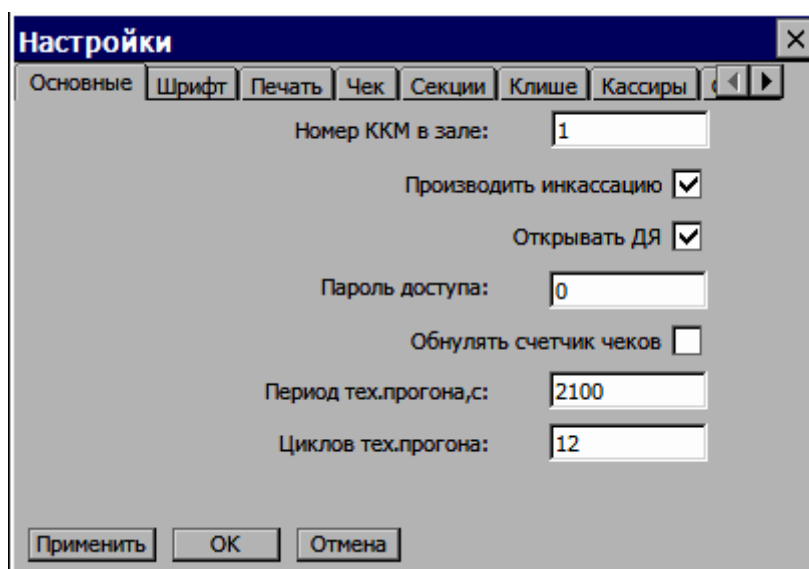 Настройки
Основные Шрифт Печать Чек Секции Клише Кассиры
Номер ККМ в зале: 1
Производить инкассацию
Открывать ДЯ
Пароль доступа: 0
Обнулять счетчик чеков
Период тех.прогона,с: 2100
Циклов тех.прогона: 12
Применить OK Отмена